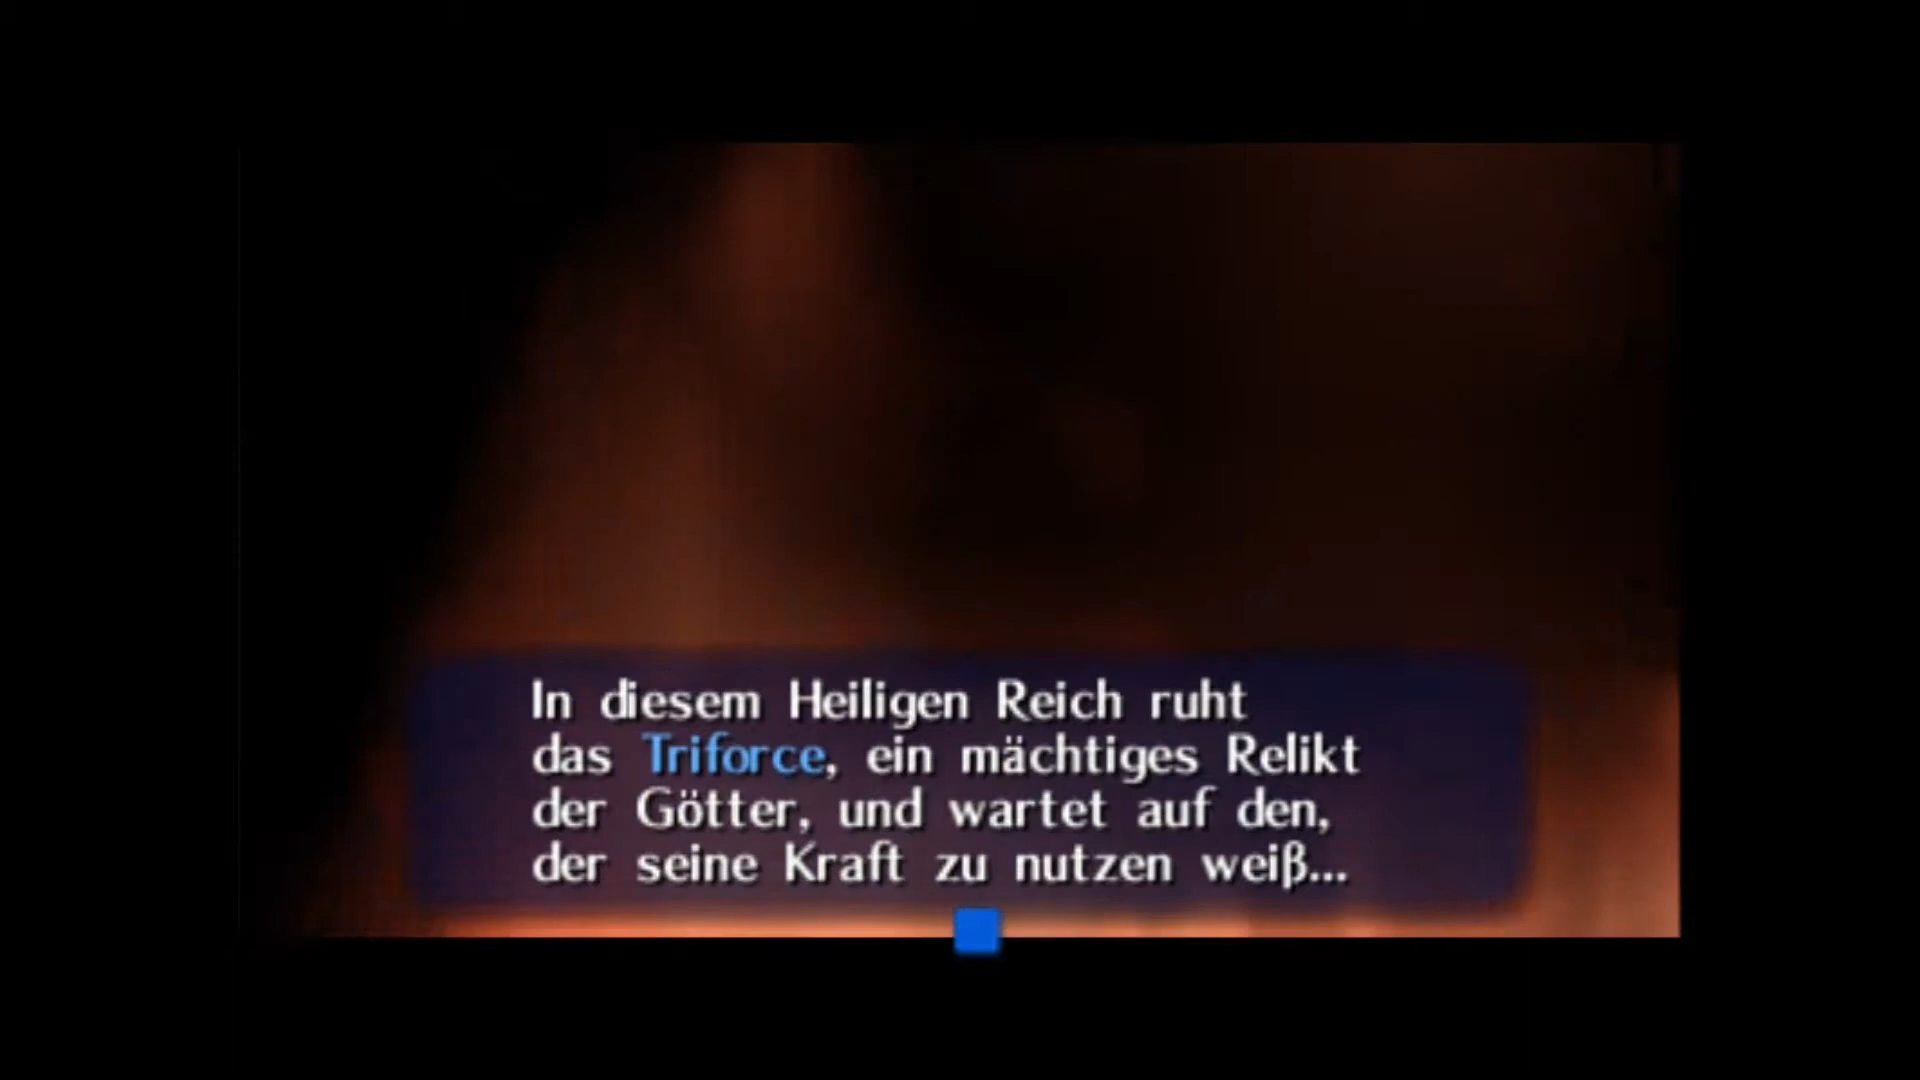 In diesem Heiligen Reich ruht
das Triforce, ein mächtiges Relikt
der Götter, und wartet auf den,
der seine Kraft zu nutzen weiß...